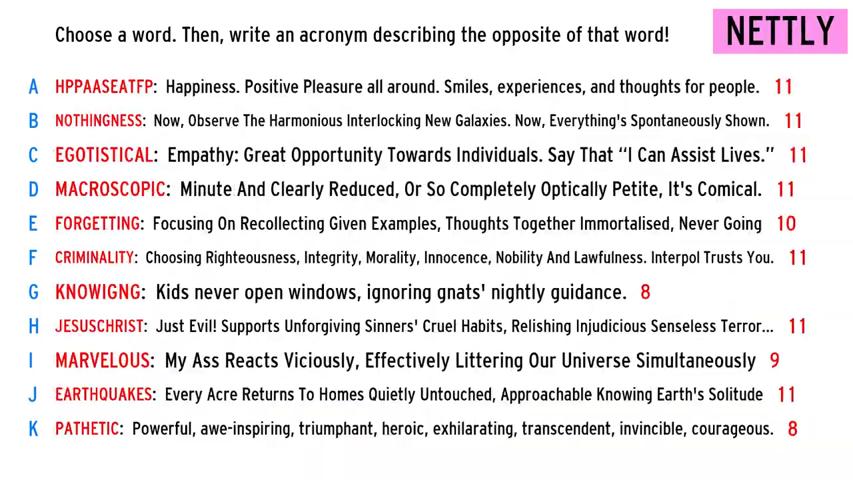 Choose a word. Then, write an acronym describing the opposite of that word!
NETTLY
A HPPAASEATFP: Happiness. Positive Pleasure all around. Smiles, experiences, and thoughts for people. 11
B NOTHINGNESS: Now, Observe The Harmonious Interlocking New Galaxies. Now, Everything's Spontaneously Shown. 11
C EGOTISTICAL: Empathy: Great Opportunity Towards Individuals. Say That “I Can Assist Lives.” 11
D MACROSCOPIC: Minute And Clearly Reduced, Or So Completely Optically Petite, It's Comical. 11
E FORGETTING: Focusing On Recollecting Given Examples, Thoughts Together Immortalised, Never Going 10
F CRIMINALITY: Choosing Righteousness, Integrity, Morality, Innocence, Nobility And Lawfulness. Interpol Trusts You. 11
G KNOWIGNG: Kids never open windows, ignoring gnats' nightly guidance. 8
H JESUSCHRIST: Just Evil! Supports Unforgiving Sinners' Cruel Habits, Relishing Injudicious Senseless Terror... 11
I MARVELOUS: My Ass Reacts Viciously, Effectively Littering Our Universe Simultaneously 9
J EARTHQUAKES: Every Acre Returns To Homes Quietly Untouched, Approachable Knowing Earth's Solitude 11
K PATHETIC: Powerful, awe-inspiring, triumphant, heroic, exhilarating, transcendent, invincible, courageous. 8